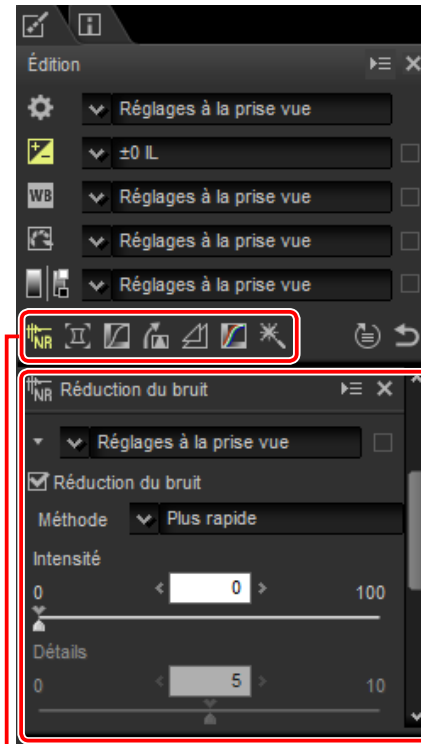 Édition
Réglages à la prise vue
±0 IL
WB Réglages à la prise vue
Réglages à la prise vue
Réglages à la prise vue
NR
NR Réduction du bruit
Réglages à la prise vue
Réduction du bruit
Méthode Plus rapide
Intensité
0 0 100
Détails
0 5 10